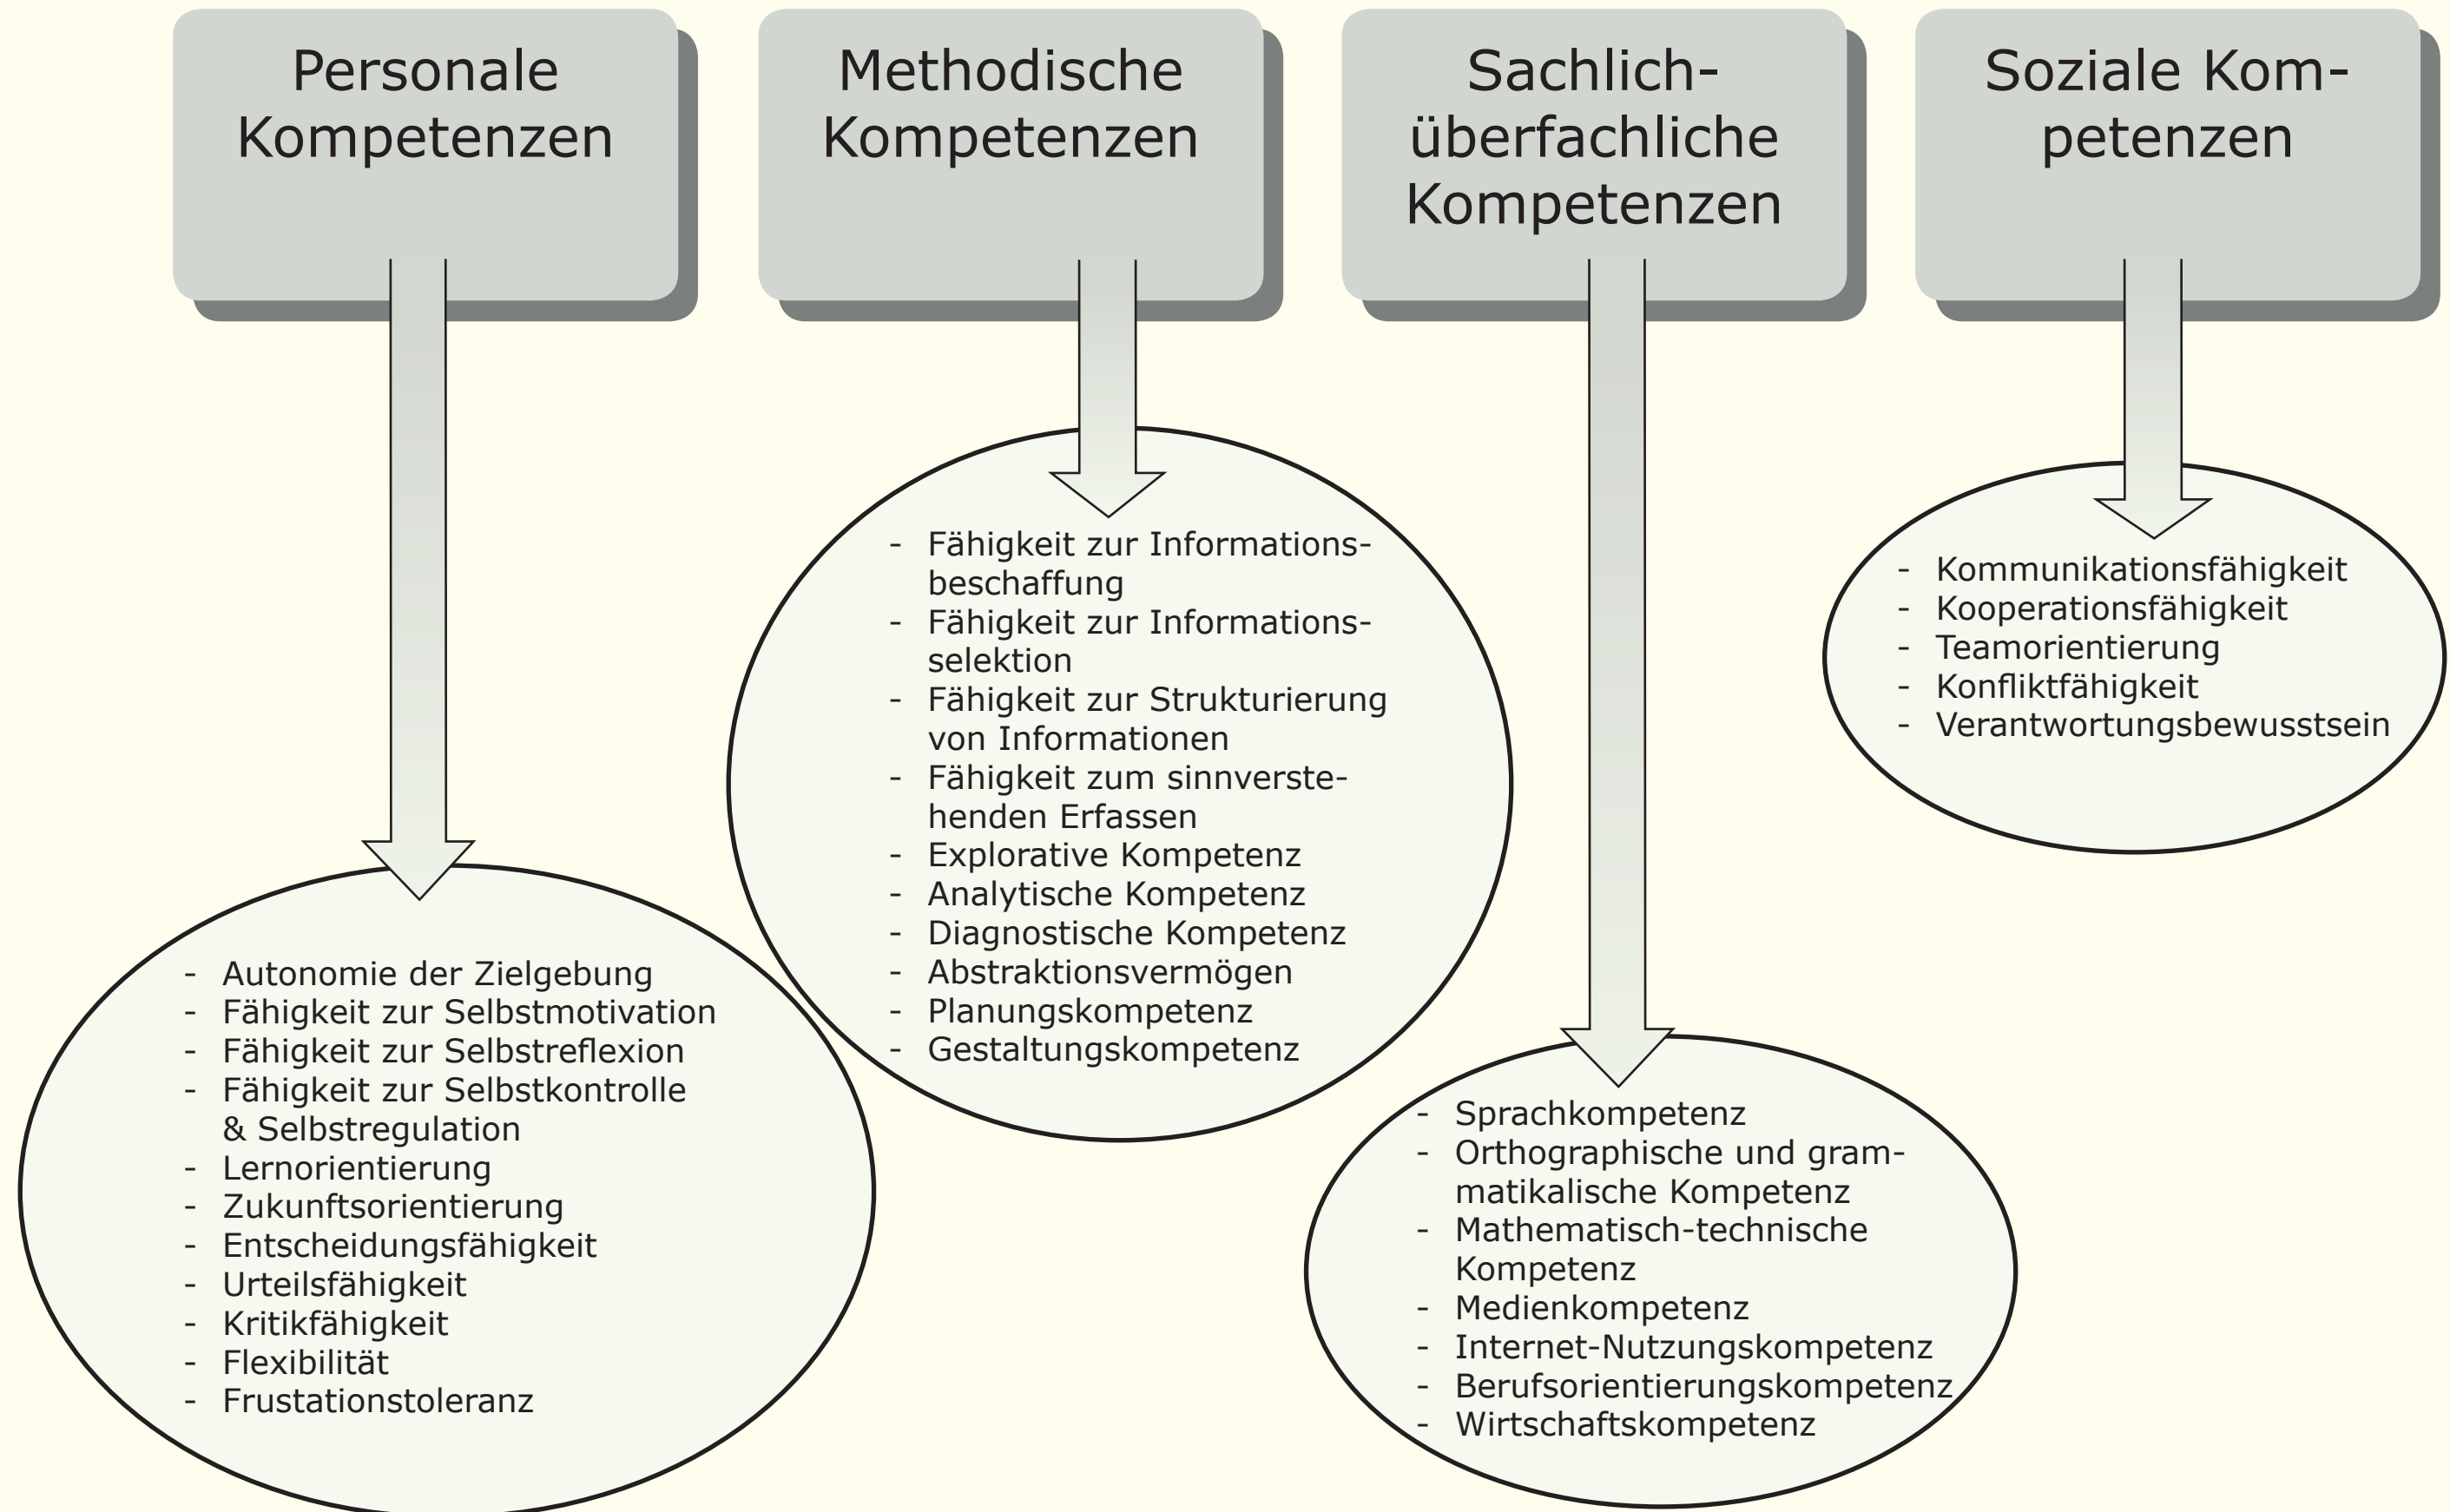 Personale
Kompetenzen
Methodische
Kompetenzen
Sachlich-
überfachliche
Kompetenzen
Soziale Kom-
petenzen
- Autonomie der Zielgebung
- Fähigkeit zur Selbstmotivation
- Fähigkeit zur Selbstreflexion
- Fähigkeit zur Selbstkontrolle
& Selbstregulation
- Lernorientierung
- Zukunftsorientierung
- Entscheidungsfähigkeit
- Urteilsfähigkeit
- Kritikfähigkeit
- Flexibilität
- Frustationstoleranz
- Fähigkeit zur Informations-
beschaffung
- Fähigkeit zur Informations-
selektion
- Fähigkeit zur Strukturierung
von Informationen
- Fähigkeit zum sinnverste-
henden Erfassen
- Explorative Kompetenz
- Analytische Kompetenz
- Diagnostische Kompetenz
- Abstraktionsvermögen
- Planungskompetenz
- Gestaltungskompetenz
- Sprachkompetenz
- Orthographische und gram-
matikalische Kompetenz
- Mathematisch-technische
Kompetenz
- Medienkompetenz
- Internet-Nutzungskompetenz
- Berufsorientierungskompetenz
- Wirtschaftskompetenz
- Kommunikationsfähigkeit
- Kooperationsfähigkeit
- Teamorientierung
- Konfliktfähigkeit
- Verantwortungsbewusstsein